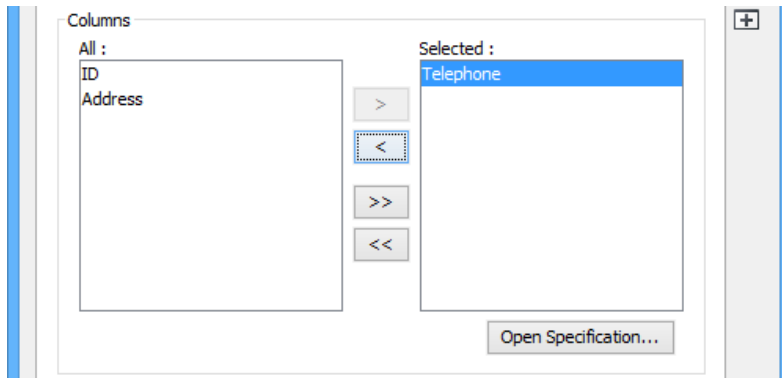 Columns
All :
Selected :
ID
Address
Telephone
>
<
>>
<<
Open Specification...